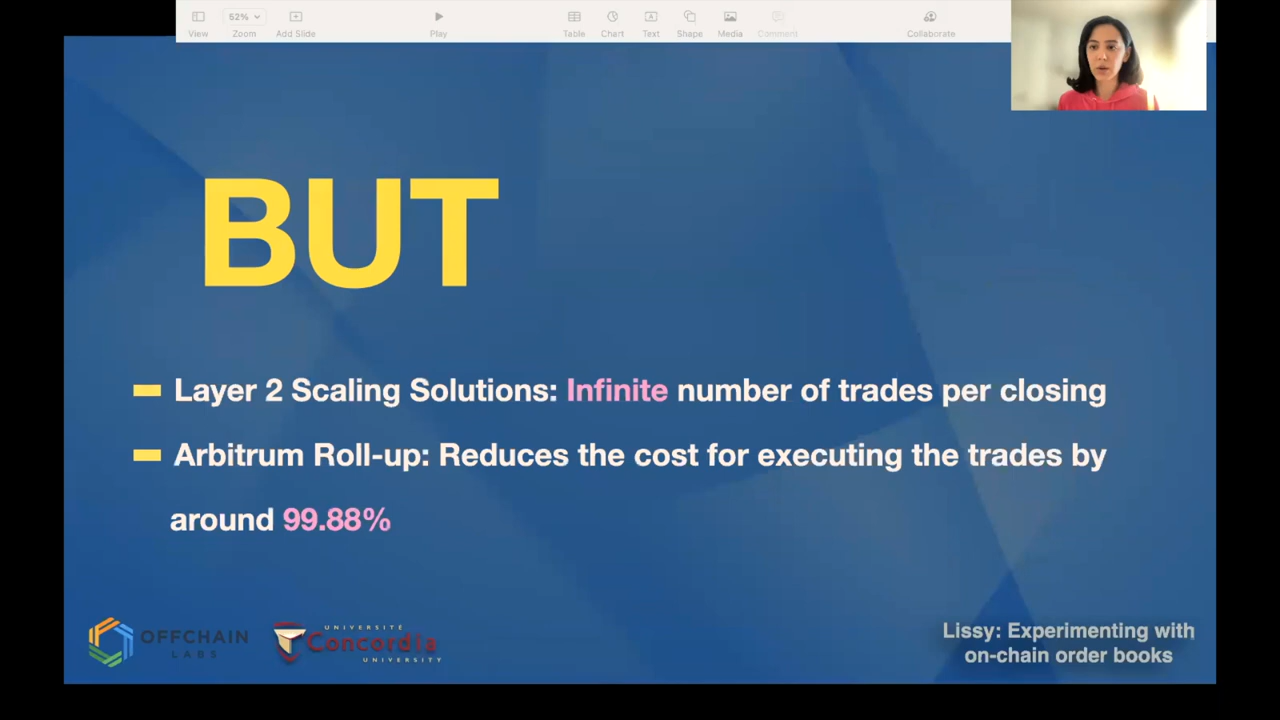 52%
View
Zoom
Add Slide
Play
Table
Chart
Text
Shape
Media
Comment
Collaborate
BUT
Layer 2 Scaling Solutions: Infinite number of trades per closing
Arbitrum Roll-up: Reduces the cost for executing the trades by
around 99.88%
OFFCHAIN
LABS
UNIVERSITÉ
Concordia
UNIVERSITY
Lissy: Experimenting with
on-chain order books